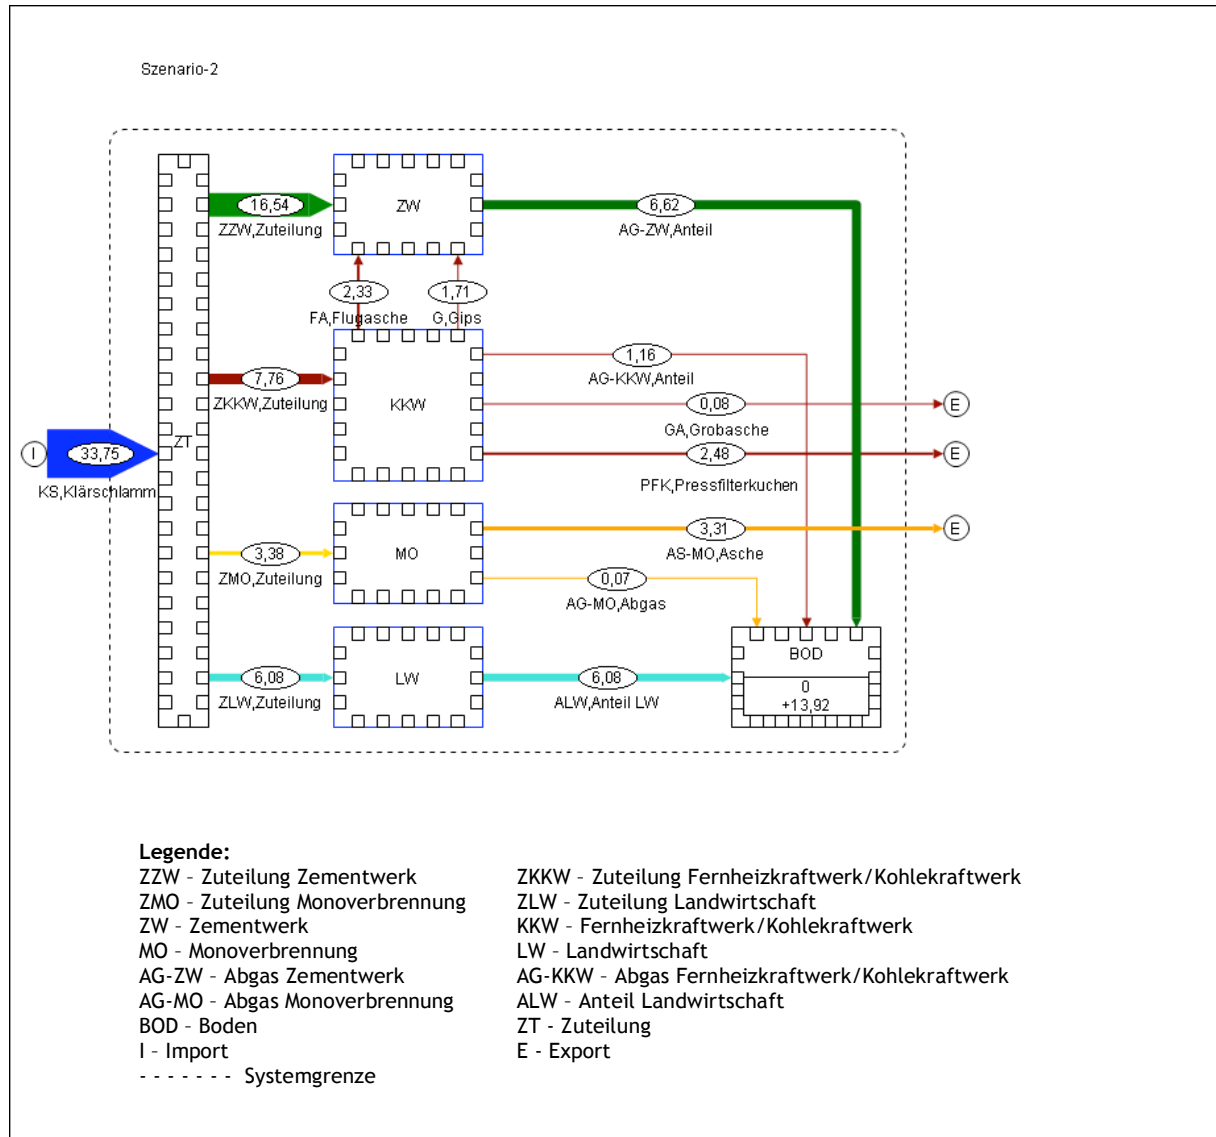 Szenario-2
16,54
ZZW,Zuteilung
ZW
6,62
AG-ZW,Anteil
2,33
FA,Flugasche
1,71
G,Gips
1,16
AG-KKW,Anteil
7,76
ZKKW,Zuteilung
KKW
0,08
GA,Grobasche
E
I
33,75
KS,Klärschlamm
ZT
2,48
PFK,Pressfilterkuchen
E
3,38
ZMO,Zuteilung
MO
3,31
AS-MO,Asche
E
0,07
AG-MO,Abgas
6,08
ZLW,Zuteilung
LW
6,08
ALW,Anteil LW
BOD
0
+13,92
Legende:
ZZW – Zuteilung Zementwerk
ZMO – Zuteilung Monoverbrennung
ZW – Zementwerk
MO – Monoverbrennung
AG-ZW – Abgas Zementwerk
AG-MO – Abgas Monoverbrennung
BOD – Boden
I – Import
- - - - - - - Systemgrenze
ZKKW – Zuteilung Fernheizkraftwerk/Kohlekraftwerk
ZLW – Zuteilung Landwirtschaft
KKW – Fernheizkraftwerk/Kohlekraftwerk
LW – Landwirtschaft
AG-KKW – Abgas Fernheizkraftwerk/Kohlekraftwerk
ALW – Anteil Landwirtschaft
ZT - Zuteilung
E - Export